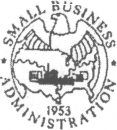 SMALL BUSINESS
1953
ADMINISTRATION